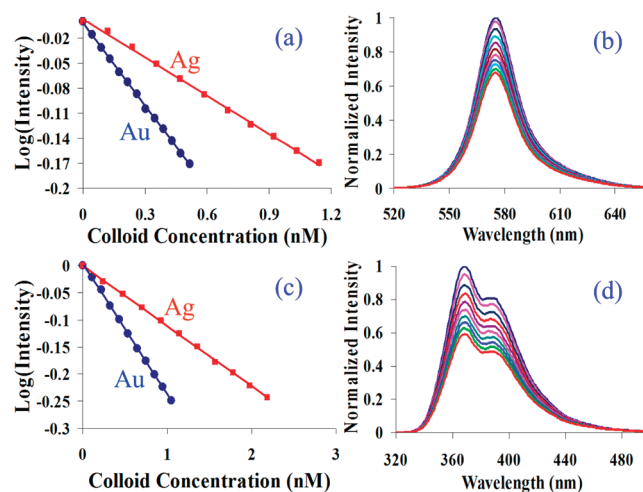 (a)
Ag
Au
Log(Intensity)
-0.02
-0.05
-0.08
-0.11
-0.14
-0.17
-0.2
0
0.3
0.6
0.9
1.2
Colloid Concentration (nM)
(b)
Normalized Intensity
1
0.8
0.6
0.4
0.2
0
520
560
600
640
Wavelength (nm)
(c)
Ag
Au
Log(Intensity)
0
-0.05
-0.1
-0.15
-0.2
-0.25
-0.3
0
1
2
3
Colloid Concentration (nM)
(d)
Normalized Intensity
1
0.8
0.6
0.4
0.2
0
320
360
400
440
480
Wavelength (nm)